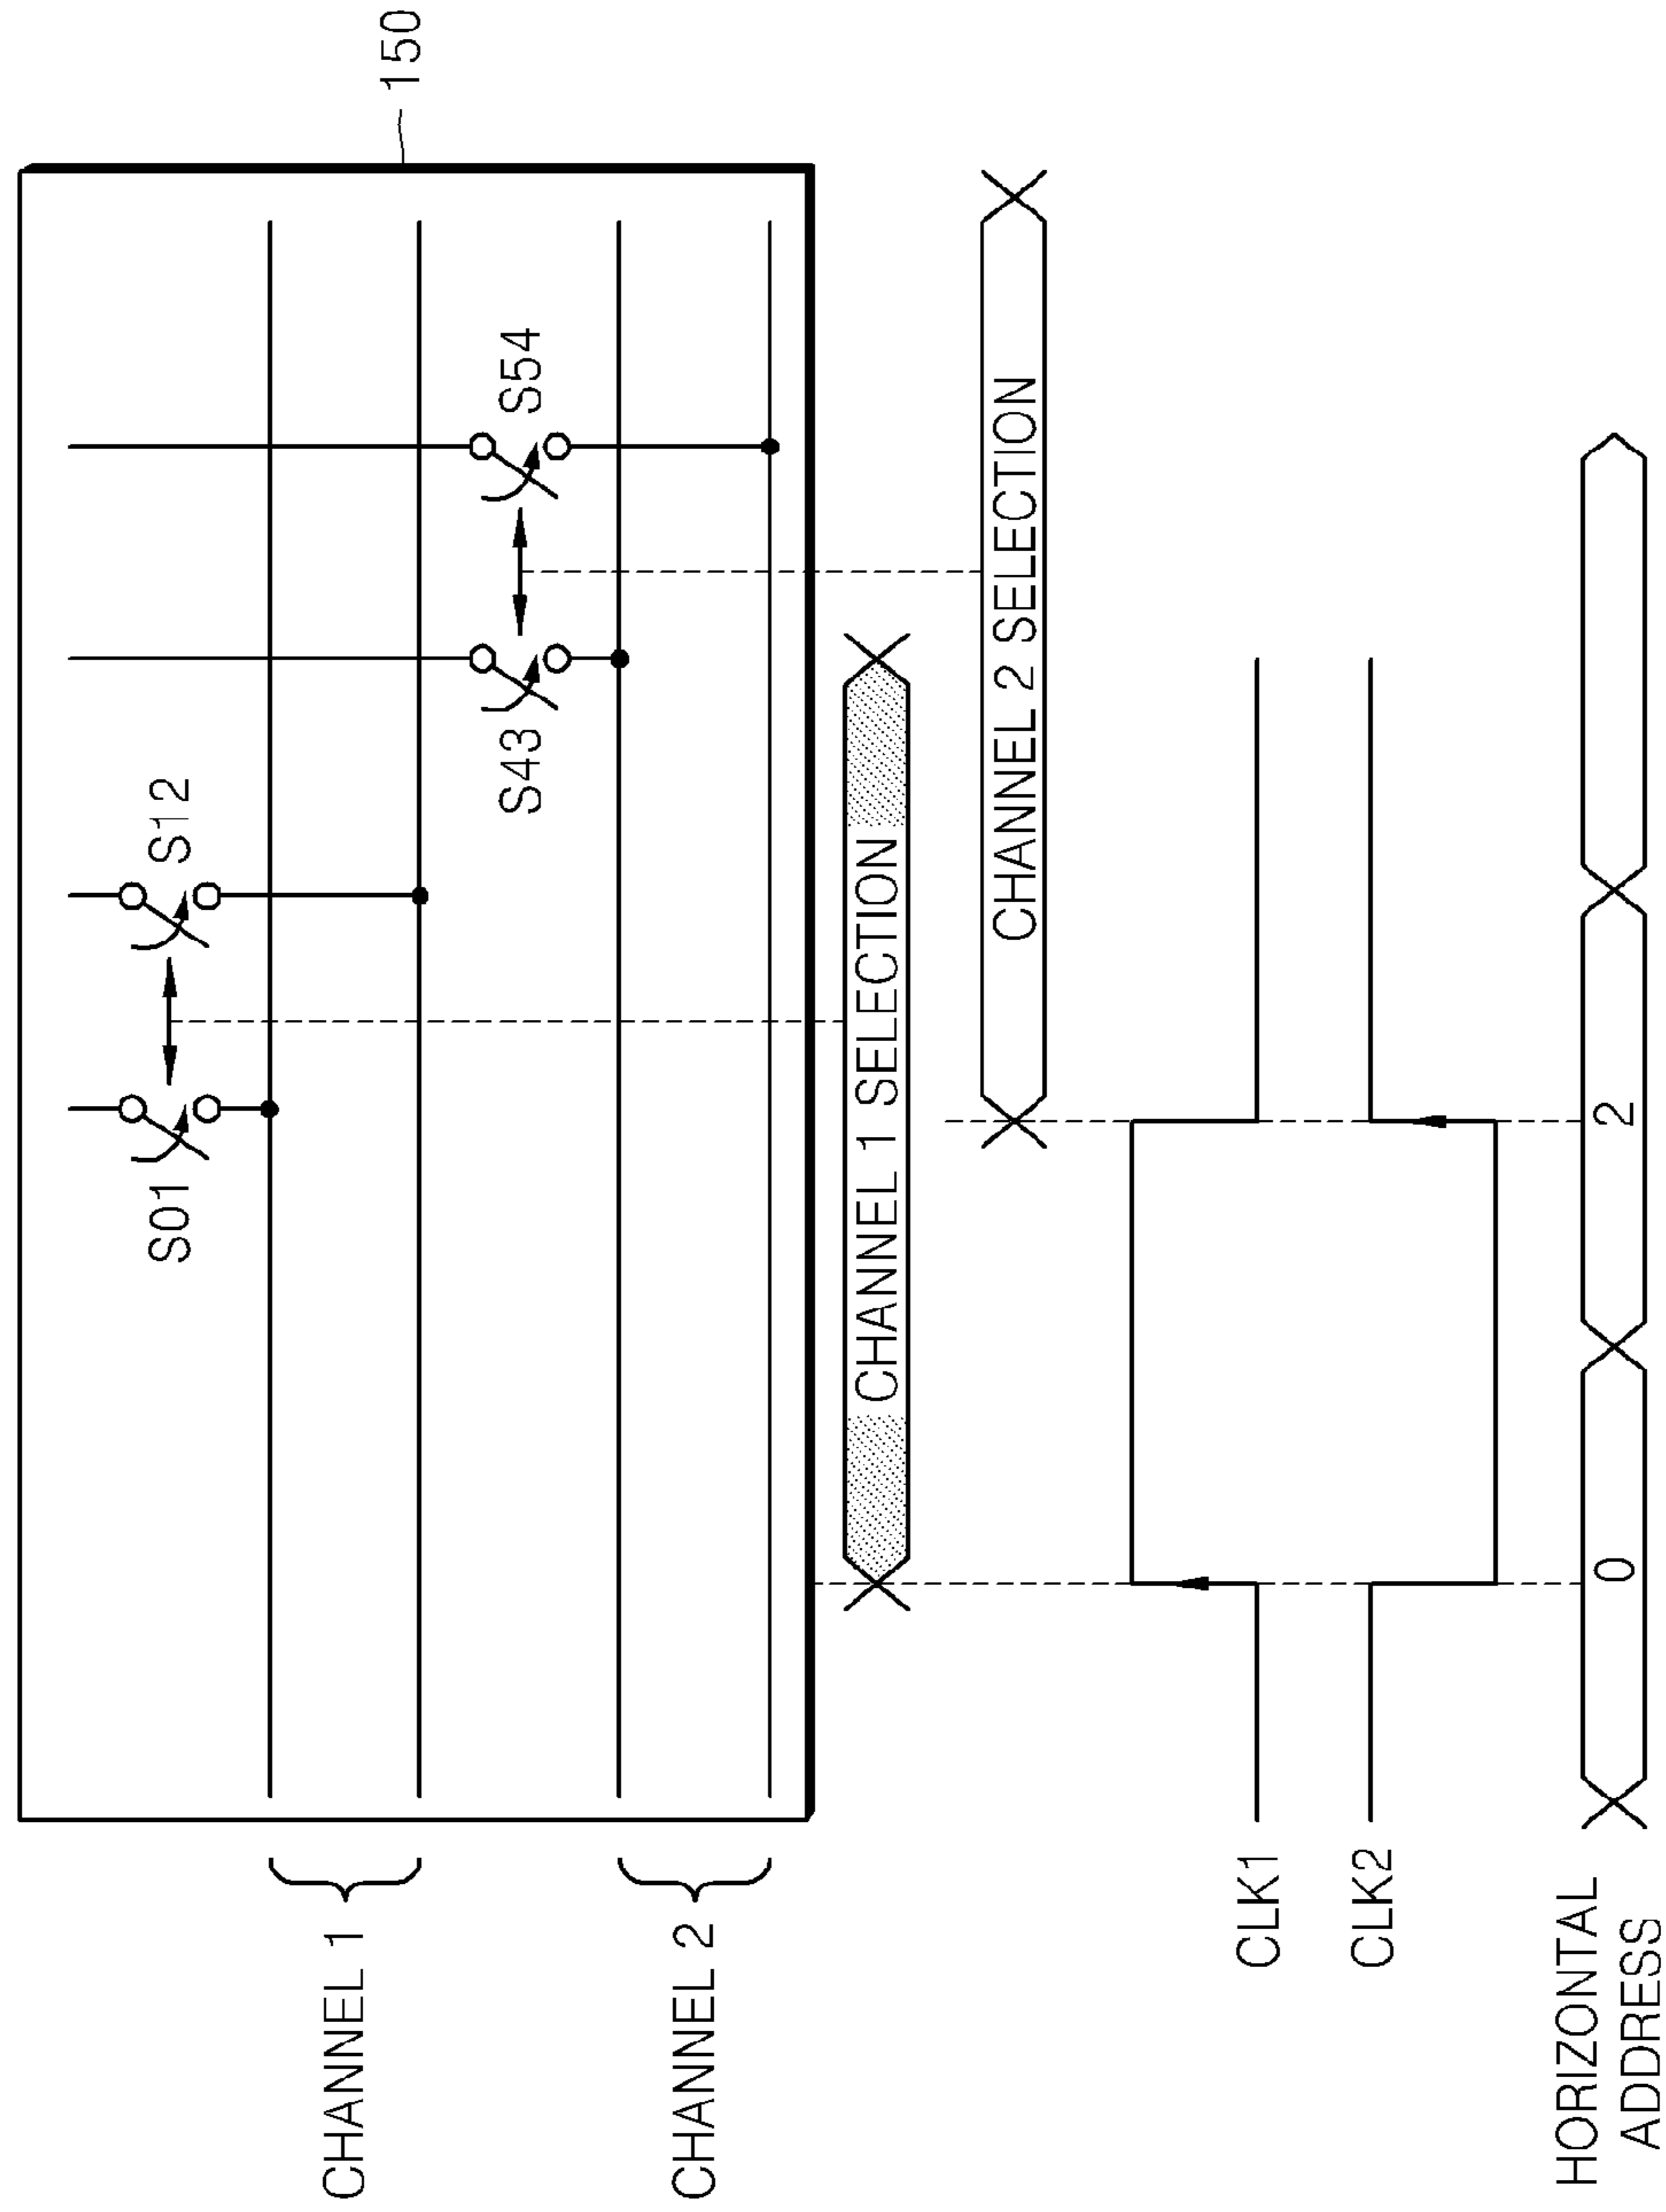 150
S12
S01
S54
S43
CHANNEL 1
CHANNEL 2
CHANNEL 1 SELECTION
CHANNEL 2 SELECTION
CLK1
CLK2
HORIZONTAL
ADDRESS
0
2